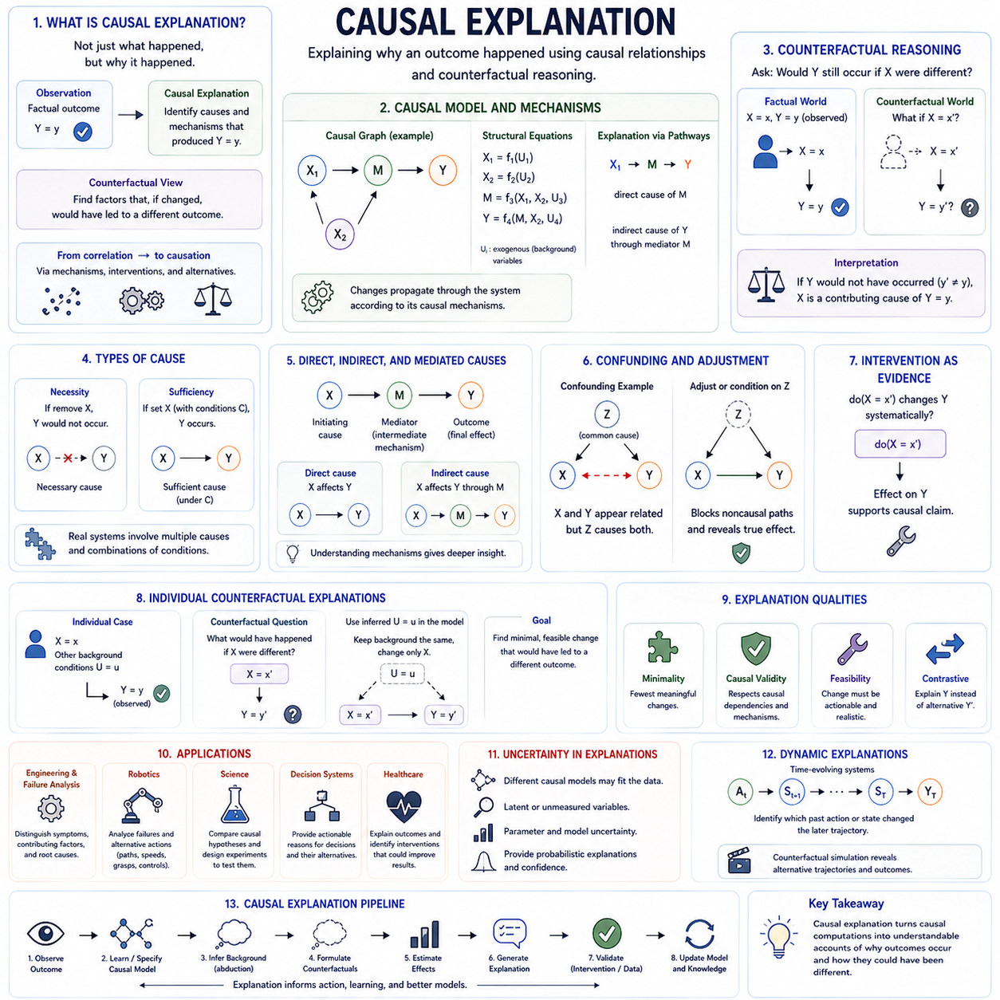 CAUSAL EXPLANATION
Explaining why an outcome happened using causal relationships
and counterfactual reasoning.
1. WHAT IS CAUSAL EXPLANATION?
Not just what happened,
but why it happened.
Observation
Factual outcome
Y = y
Causal Explanation
Identify causes and
mechanisms that
produced Y = y.
Counterfactual View
Find factors that, if changed,
would have led to a different outcome.
From correlation → to causation
Via mechanisms, interventions, and alternatives.
2. CAUSAL MODEL AND MECHANISMS
Causal Graph (example)
X₁
M
Y
X₂
Structural Equations
X₁ = f₁(U₁)
X₂ = f₂(U₂)
M = f₃(X₁, X₂, U₃)
Y = f₄(M, X₂, U₄)
Uᵢ : exogenous (background)
variables
Explanation via Pathways
X₁ → M → Y
direct cause of M
indirect cause of Y
through mediator M
Changes propagate through the system
according to its causal mechanisms.
3. COUNTERFACTUAL REASONING
Ask: Would Y still occur if X were different?
Factual World
X = x, Y = y (observed)
X = x
Y = y
Counterfactual World
What if X = x'?
X = x'
Y = y'?
?
Interpretation
If Y would not have occurred (y' ≠ y),
X is a contrbuting cause of Y = y.
4. TYPES OF CAUSE
Necessity
If remove X,
Y would not occur.
X
Y
Necessary cause
Sufficiency
If set X (with conditions C),
Y occurs.
X
Y
Sufficient cause
(under C)
Real systems involve multiple causes
and combinations of conditions.
5. DIRECT, INDIRECT, AND MEDIATED CAUSES
X
M
Y
Initiating
cause
Mediator
(intermediate
mechanism)
Outcome
(final effect)
Direct cause
X affects Y
X
Y
Indirect cause
X affects Y through M
X
M
Y
Understanding mechanisms gives deeper insight.
6. CONFUNDING AND ADJUSTMENT
Confounding Example
Z
(common cause)
X
Y
X and Y appear related
but Z causes both.
Adjust or condition on Z
Z
X
Y
Blocks noncausal paths
and reveals true effect.
7. INTERVENTION AS
EVIDENCE
do(X = x') changes Y
systematically?
do(X = x')
Effect on Y
supports causal claim.
8. INDIVIDUAL COUNTERFACTUAL EXPLANATIONS
Individual Case
X = x
Other background
conditions U = u
Y = y
(observed)
Counterfactual Question
What would have happened
if X were different?
X = x'
Y = y'
?
Use inferred U = u in the model
Keep background the same,
change only X.
U = u
X = x'
Y = y'
Goal
Find minimal, feasible change
that would have led to a
different outcome.
9. EXPLANATION QUALITIES
Minimality
Fewest meaningful
changes.
Causal Validity
Respects causal
dependencies and
mechanisms.
Feasibility
Change must be
actionable and
realistic.
Contrastive
Explain Y instead
of alternative Y'.
10. APPLICATIONS
Engineering &
Failure Analysis
Distinguish symptoms,
contributing factors,
and root causes.
Robotics
Analyze failures and
alternative actions
(paths, speeds,
grasps, controls).
Science
Compare causal
hypotheses and
design experiments
to test them.
Decision Systems
Provide actionable
reasons for decisions
and their alternatives.
Healthcare
Explain outcomes and
identify interventions
that could improve
results.
11. UNCERTAINTY IN EXPLANATIONS
Different causal models may fit the data.
Latent or unmeasured variables.
Parameter and model uncertainty.
Provide probabilistic explanations
and confidence.
12. DYNAMIC EXPLANATIONS
Time-evolving systems
Aₜ
Sₜ₊₁
···
S_T
Y_T
Identify which past action or state changed
the later trajectory.
Counterfactual simulation reveals
alternative trajectories and outcomes.
13. CAUSAL EXPLANATION PIPELINE
1. Observe
Outcome
2. Learn / Specify
Causal Model
3. Infer Background
(abduction)
4. Formulate
Counterfactuals
5. Estimate
Effects
6. Generate
Explanation
7. Validate
(Intervention / Data)
8. Update Model
and Knowledge
Explanation informs action, learning, and better models.
Key Takeaway
Causal explanation turns causal
computations into understandable
accounts of why outcomes occur
and how they could have been
different.